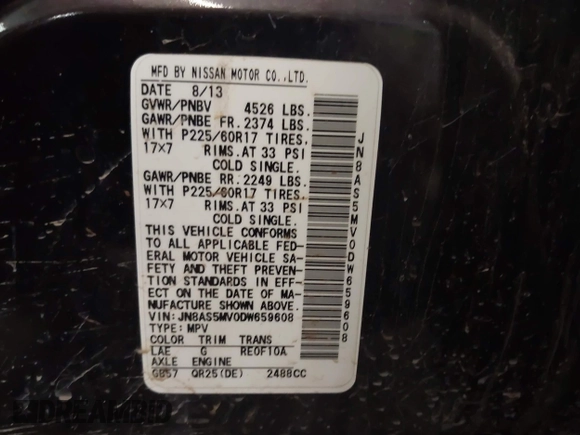 MFD BY NISSAN MOTOR CO.,LTD.
DATE 8/13
GVWR/PNBV 4526 LBS.
GAWR/PNBE FR.2374 LBS.
WITH P225/60R17 TIRES.
17×7 RIMS.AT 33 PSI
COLD SINGLE.
GAWR/PNBE RR.2249 LBS.
WITH P225/60R17 TIRES.
17×7 RIMS.AT 33 PSI
COLD SINGLE.
THIS VEHICLE CONFORMS
TO ALL APPLICABLE FED-
ERAL MOTOR VEHICLE SA-
FETY AND THEFT PREVEN-
TION STANDARDS IN EFF-
ECT ON THE DATE OF MA-
NUFACTURE SHOWN ABOVE.
VIN:JN8AS5MV0DW659608
TYPE: MPV
COLOR TRIM TRANS
LAE G RE0F10A
AXLE ENGINE
GB57 QR25(DE) 2488CC
JN8AS5MV0DW659608
DREAMBID